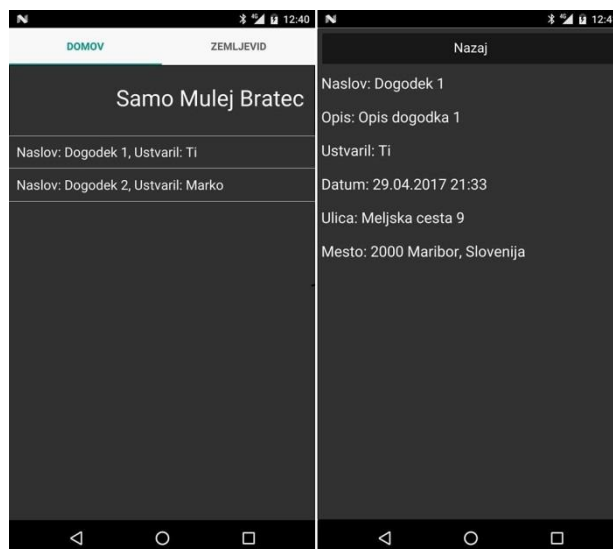 12:40
DOMOV ZEMLJEVID
Samo Mulej Bratec
Naslov: Dogodek 1, Ustvaril: Ti
Naslov: Dogodek 2, Ustvaril: Marko
12:4
Nazaj
Naslov: Dogodek 1
Opis: Opis dogodka 1
Ustvaril: Ti
Datum: 29.04.2017 21:33
Ulica: Meljska cesta 9
Mesto: 2000 Maribor, Slovenija